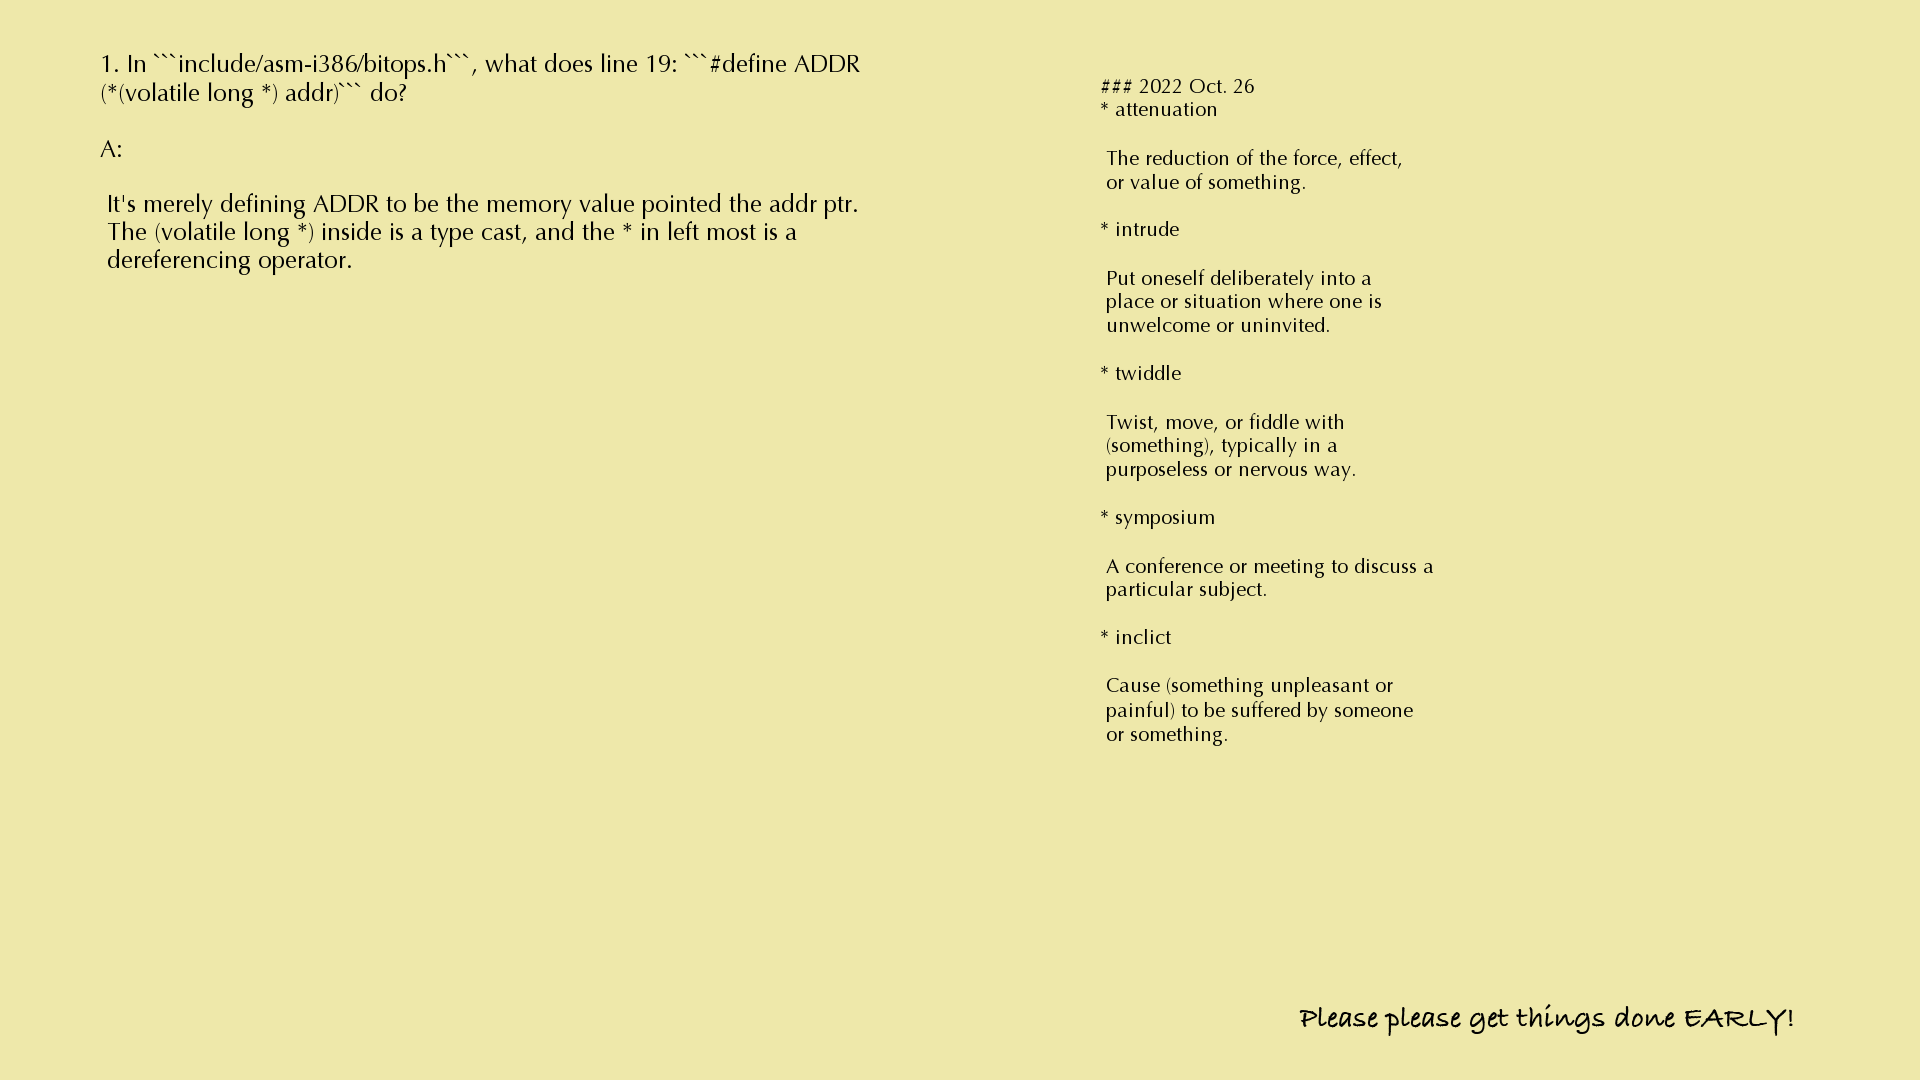 1. In ```include/asm-i386/bitops.h```, what does line 19: ```#define ADDR
(*(volatile long *) addr)``` do?
A:
It's merely defining ADDR to be the memory value pointed the addr ptr.
The (volatile long *) inside is a type cast, and the * in left most is a
dereferencing operator.
### 2022 Oct. 26
* attenuation
The reduction of the force, effect,
or value of something.
* intrude
Put oneself deliberately into a
place or situation where one is
unwelcome or uninvited.
* twiddle
Twist, move, or fiddle with
(something), typically in a
purposeless or nervous way.
* symposium
A conference or meeting to discuss a
particular subject.
* inclict
Cause (something unpleasant or
painful) to be suffered by someone
or something.
Please please get things done EARLY!